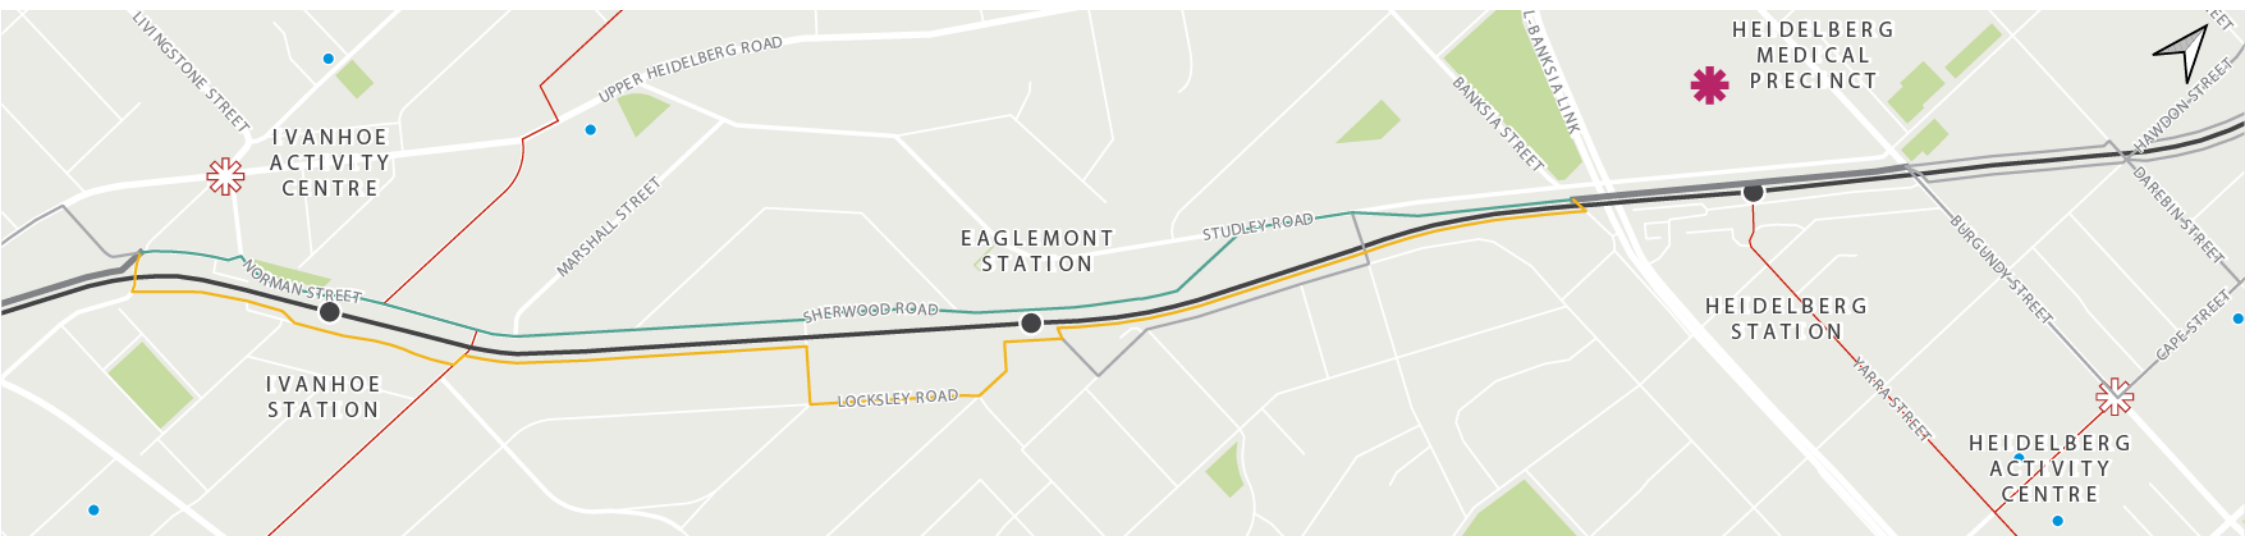 LIVINGSTONE STREET
UPPER HEIDELBERG ROAD
IVANHOE
ACTIVITY
CENTRE
MARSHALL STREET
NORMAN STREET
IVANHOE
STATION
SHERWOOD ROAD
LOCKSLEY ROAD
EAGLEMONT
STATION
STUDLEY ROAD
BANKSIA STREET
L-BANKSIA LINK
HEIDELBERG
MEDICAL
PRECINCT
HAWDON STREET
DAREBIN STREET
BURGUNDY STREET
CAPE STREET
HEIDELBERG
STATION
YARRA STREET
HEIDELBERG
ACTIVITY
CENTRE